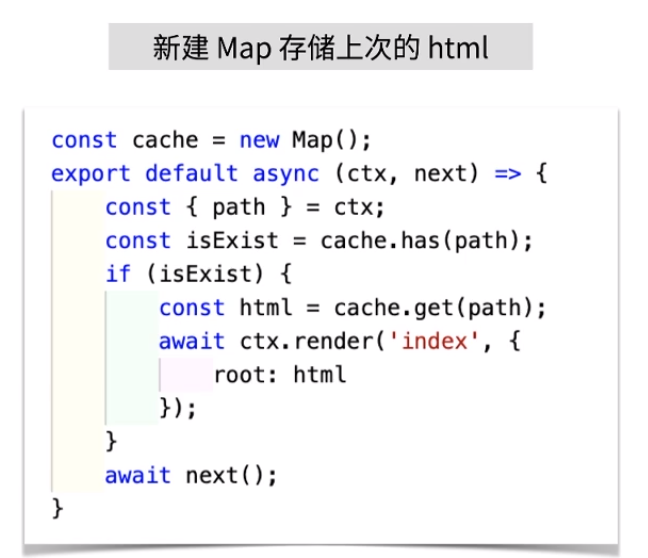 新建 Map 存储上次的 html
const cache = new Map();
export default async (ctx, next) => {
    const { path } = ctx;
    const isExist = cache.has(path);
    if (isExist) {
        const html = cache.get(path);
        await ctx.render('index', {
            root: html
        });
    }
    await next();
}